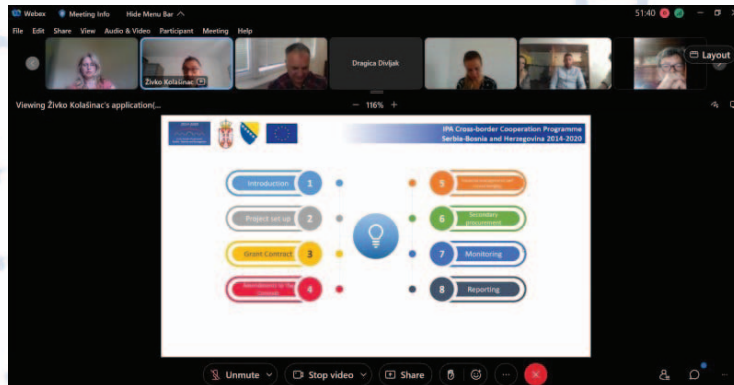 Webex Meeting Info Hide Menu Bar 51:40
File Edit Share View Audio & Video Participant Meeting Help
Layout
Živko Kolašinac
Dragica Divljak
Viewing Živko Kolašinac's application(...
116%
IPA Cross-border Cooperation Programme
Serbia-Bosnia and Herzegovina 2014-2020
Introduction 1
Project set up 2
Grant Contract 3
4
5
6 Secondary
procurement
7 Monitoring
8 Reporting
Unmute Stop video Share